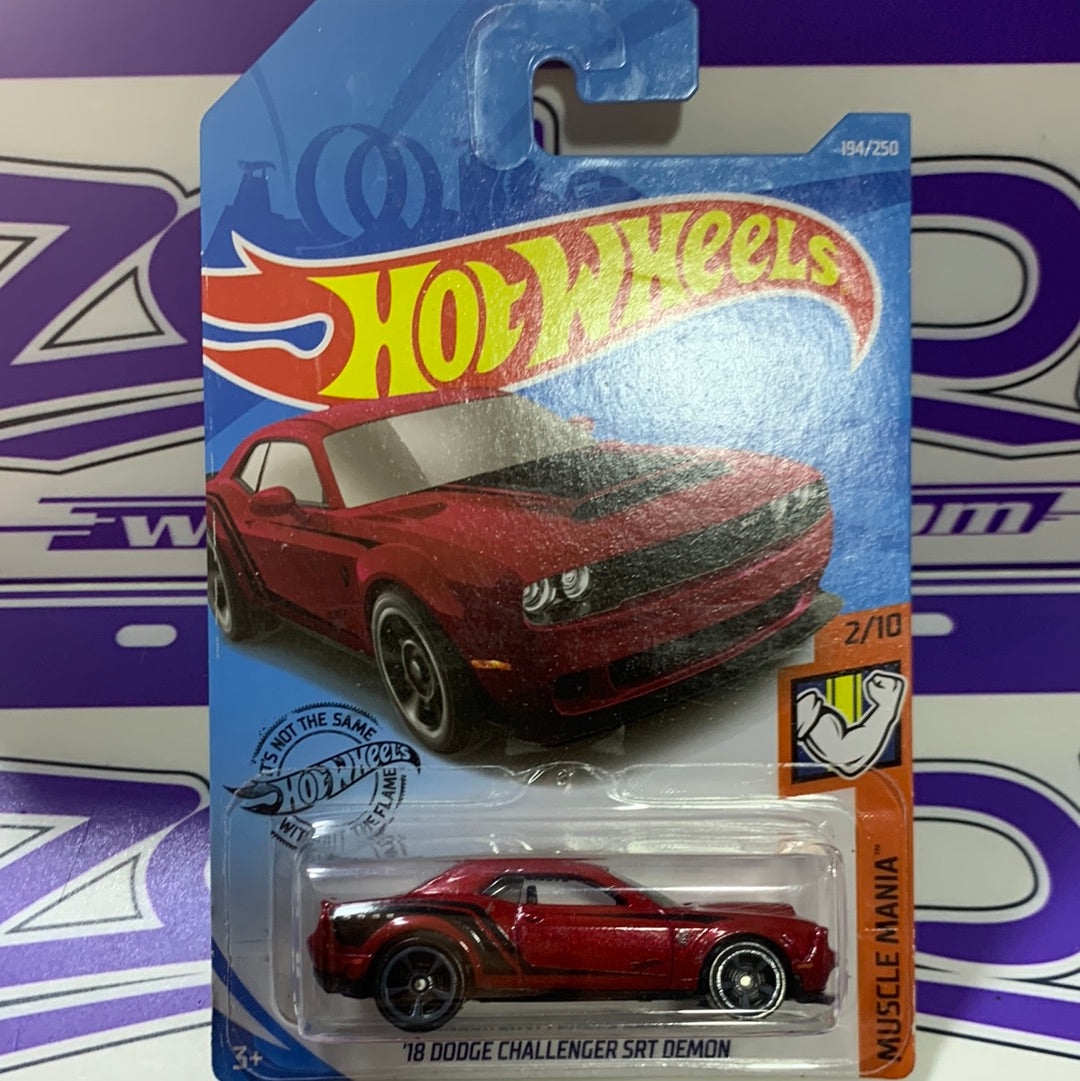 194/250
HOT WHEELS
2/10
IT'S NOT THE SAME
HOT WHEELS
WITHOUT THE FLAME
MUSCLE MANIA™
'18 DODGE CHALLENGER SRT DEMON
3+